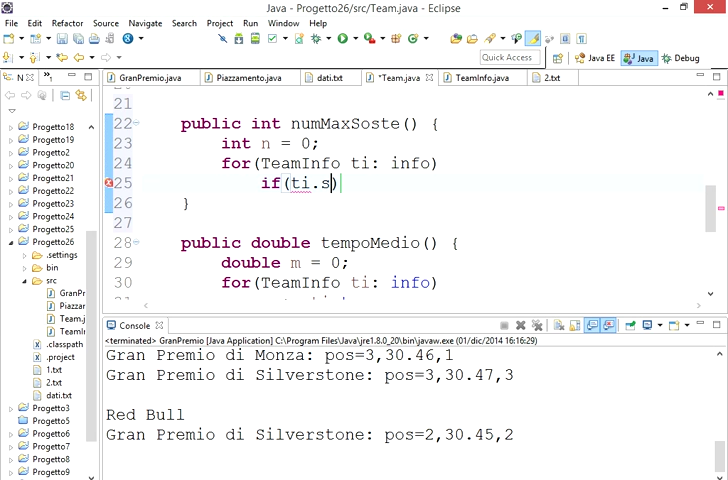 Java - Progetto26/src/Team.java - Eclipse
File Edit Refactor Source Navigate Search Project Run Window Help
Quick Access Java EE Java Debug
N GranPremio.java Piazzamento.java dati.txt *Team.java TeamInfo.java 2.txt
Progetto18
Progetto19
Progetto2
Progetto20
Progetto21
Progetto22
Progetto23
Progetto24
Progetto25
Progetto26
.settings
bin
src
GranPr
Piazzar
Team.j
TeamIr
.classpath
.project
1.txt
2.txt
dati.txt
Progetto3
Progetto5
Progetto6
Progetto7
Progetto8
Progetto9
21
22 public int numMaxSoste() {
23 int n = 0;
24 for(TeamInfo ti: info)
25 if(ti.s)
26 }
27
28 public double tempoMedio() {
29 double m = 0;
30 for(TeamInfo ti: info)
Console
<terminated> GranPremio [Java Application] C:\Program Files\Java\jre1.8.0_20\bin\javaw.exe (01/dic/2014 16:16:29)
Gran Premio di Monza: pos=3,30.46,1
Gran Premio di Silverstone: pos=3,30.47,3
Red Bull
Gran Premio di Silverstone: pos=2,30.45,2